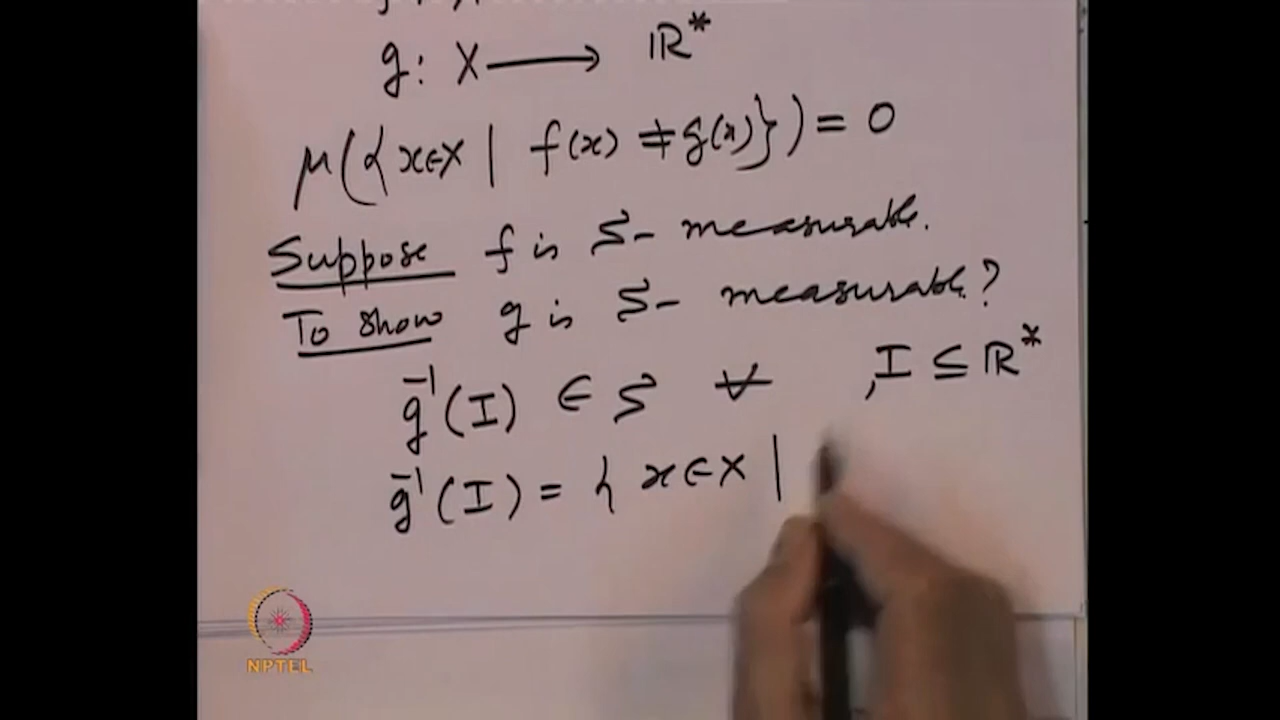 g: X ⟶ ℝ*
μ({x∈X | f(x) ≠ g(x)}) = 0
Suppose f is S- measurable.
To show g is S- measurable?
g⁻¹(I) ∈ S ∀ , I ⊆ ℝ*
g⁻¹(I) = { x∈X |
NPTEL